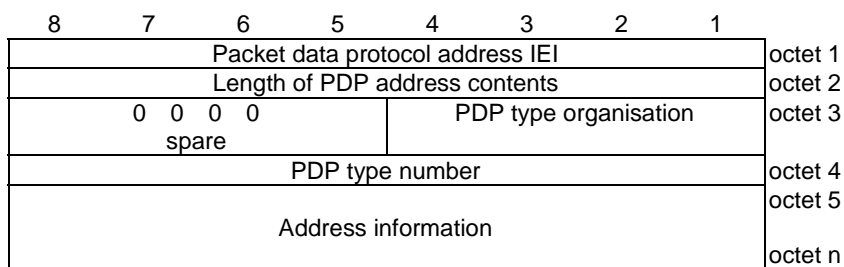 8 7 6 5 4 3 2 1
Packet data protocol address IEI octet 1
Length of PDP address contents octet 2
0 0 0 0 PDP type organisation octet 3
spare
PDP type number octet 4
octet 5
Address information
octet n